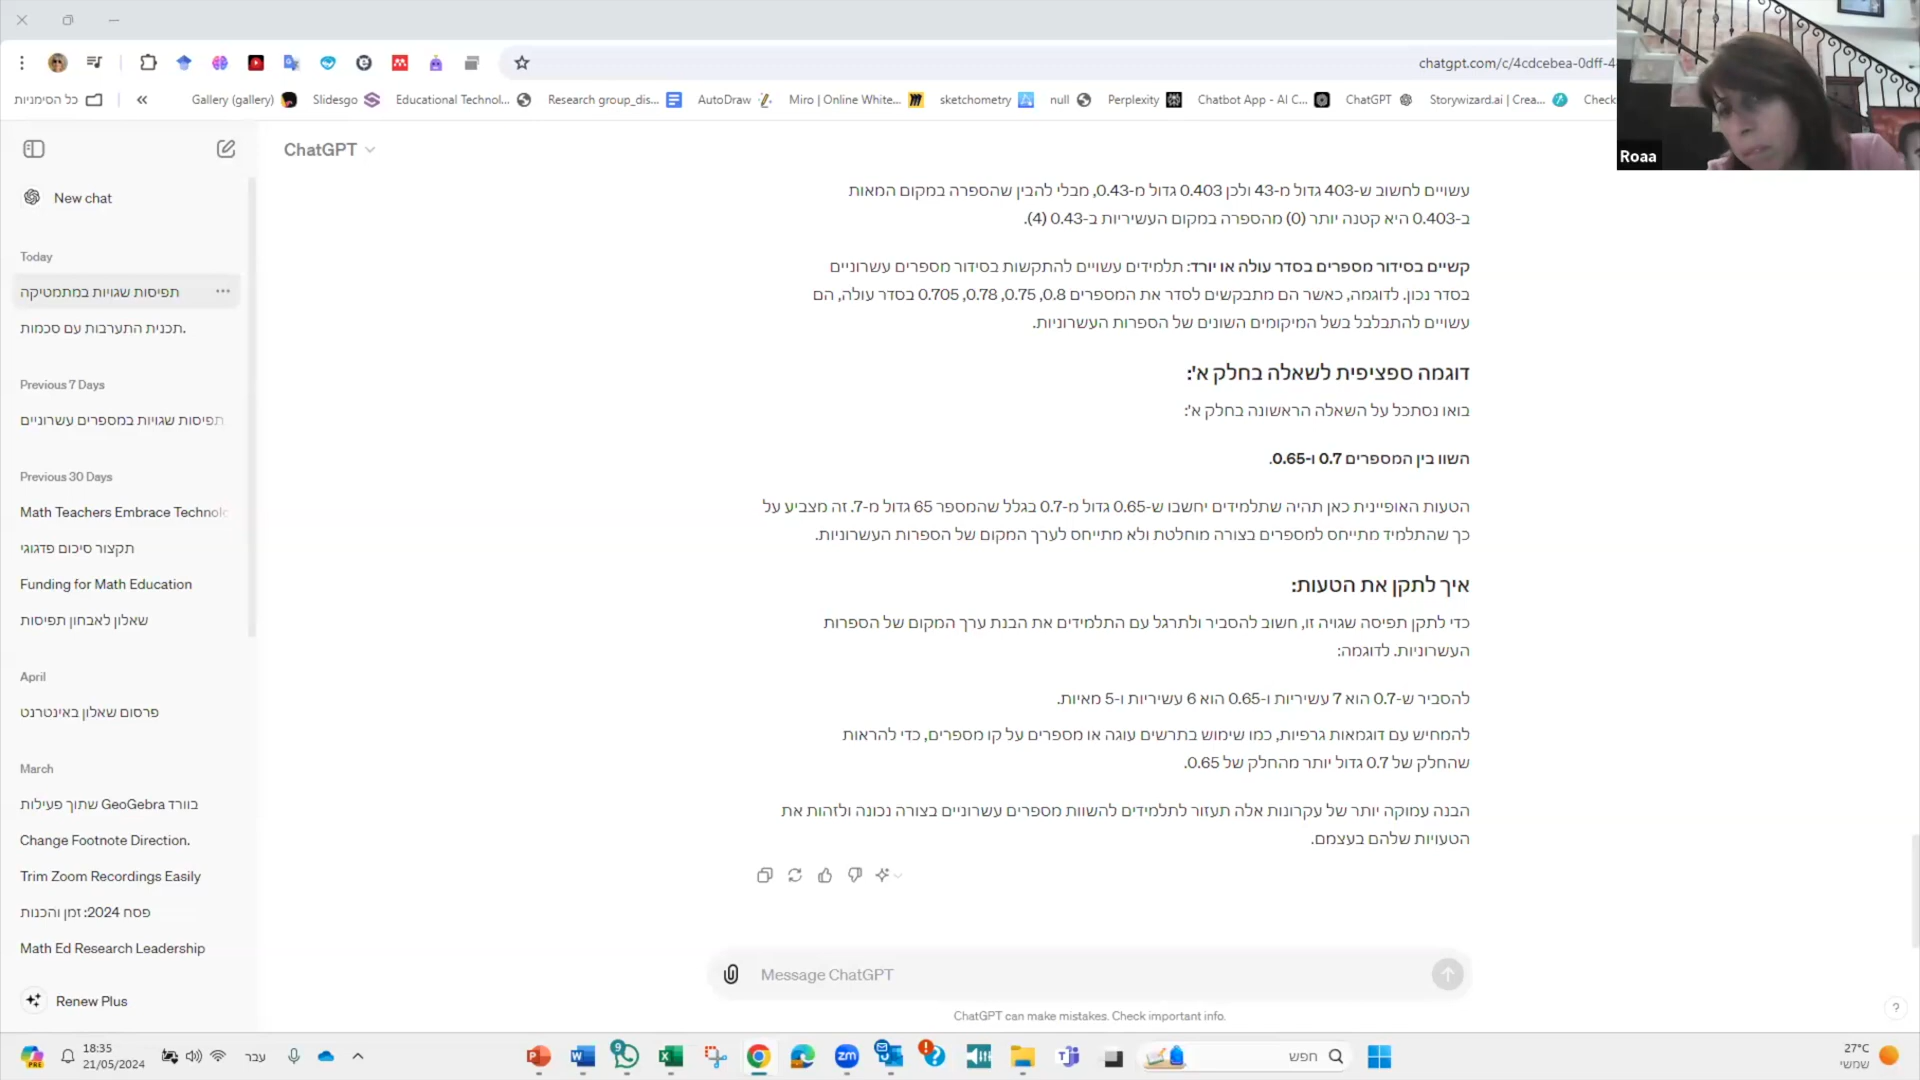 chatgpt.com/c/4cdcebea-0dff-4
כל הסימניות
Gallery (gallery)
Slidesgo
Educational Technol...
Research group_dis...
AutoDraw
Miro | Online White...
sketchometry
null
Perplexity
Chatbot App - AI C...
ChatGPT
Storywizard.ai | Crea...
Check
Roaa
ChatGPT
New chat
Today
תפיסות שגויות במתמטיקה
תכנית התערבות עם סכמות.
Previous 7 Days
תפיסות שגויות במספרים עשרוניים
Previous 30 Days
Math Teachers Embrace Technolo
תקצור סיכום פדגוגי
Funding for Math Education
שאלון לאבחון תפיסות
April
פרסום שאלון באינטרנט
March
שתוך פעילות GeoGebra בוורד
Change Footnote Direction.
Trim Zoom Recordings Easily
פסח 2024: זמן והכנות
Math Ed Research Leadership
Renew Plus
עשויים לחשוב ש-403 גדול מ-43 ולכן 0.403 גדול מ-0.43, מבלי להבין שהספרה במקום המאות
ב-0.403 היא קטנה יותר (0) מהספרה במקום העשיריות ב-0.43 (4).
קשיים בסידור מספרים בסדר עולה או יורד: תלמידים עשויים להתקשות בסידור מספרים עשרוניים
בסדר נכון. לדוגמה, כאשר הם מתבקשים לסדר את המספרים 0.8, 0.75, 0.78, 0.705 בסדר עולה, הם
עשויים להתבלבל בשל המיקומים השונים של הספרות העשרוניות.
דוגמה ספציפית לשאלה בחלק א':
בואו נסתכל על השאלה הראשונה בחלק א':
השוו בין המספרים 0.7 ו-0.65.
הטעות האופיינית כאן תהיה שתלמידים יחשבו ש-0.65 גדול מ-0.7 בגלל שהמספר 65 גדול מ-7. זה מצביע על
כך שהתלמיד מתייחס למספרים בצורה מוחלטת ולא מתייחס לערך המקום של הספרות העשרוניות.
איך לתקן את הטעות:
כדי לתקן תפיסה שגויה זו, חשוב להסביר ולתרגל עם התלמידים את הבנת ערך המקום של הספרות
העשרוניות. לדוגמה:
להסביר ש-0.7 הוא 7 עשיריות ו-0.65 הוא 6 עשיריות ו-5 מאיות.
להמחיש עם דוגמאות גרפיות, כמו שימוש בתרשים עוגה או מספרים על קו מספרים, כדי להראות
שהחלק של 0.7 גדול יותר מהחלק של 0.65.
הבנה עמוקה יותר של עקרונות אלה תעזור לתלמידים להשוות מספרים עשרוניים בצורה נכונה ולזהות את
הטעויות שלהם בעצמם.
Message ChatGPT
ChatGPT can make mistakes. Check important info.
?
18:35
21/05/2024
עבר
חפש
27°C
שמשי